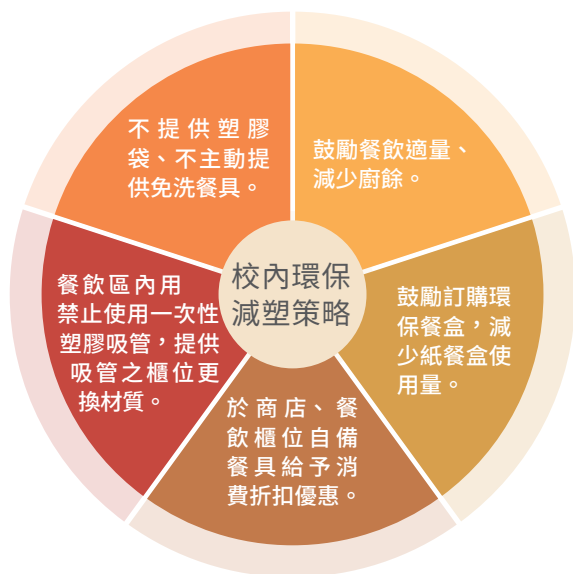 校內環保
減塑策略
鼓勵餐飲適量、
減少廚餘。
鼓勵訂購環
保餐盒，減
少紙餐盒使
用量。
於商店、餐
飲櫃位自備
餐具給予消
費折扣優惠。
餐飲區內用
禁止使用一次性
塑膠吸管，提供
吸管之櫃位更
換材質。
不提供塑膠
袋、不主動提
供免洗餐具。